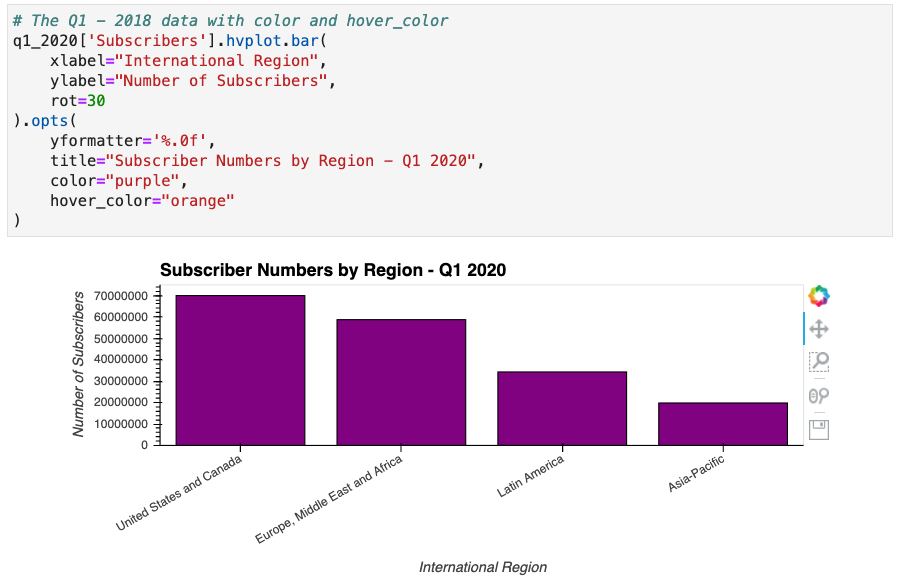 # The Q1 – 2018 data with color and hover_color
q1_2020['Subscribers'].hvplot.bar(
    xlabel="International Region",
    ylabel="Number of Subscribers",
    rot=30
).opts(
    yformatter='%.0f',
    title="Subscriber Numbers by Region – Q1 2020",
    color="purple",
    hover_color="orange"
)
Subscriber Numbers by Region - Q1 2020
Number of Subscribers
70000000
60000000
50000000
40000000
30000000
20000000
10000000
0
United States and Canada
Europe, Middle East and Africa
Latin America
Asia-Pacific
International Region